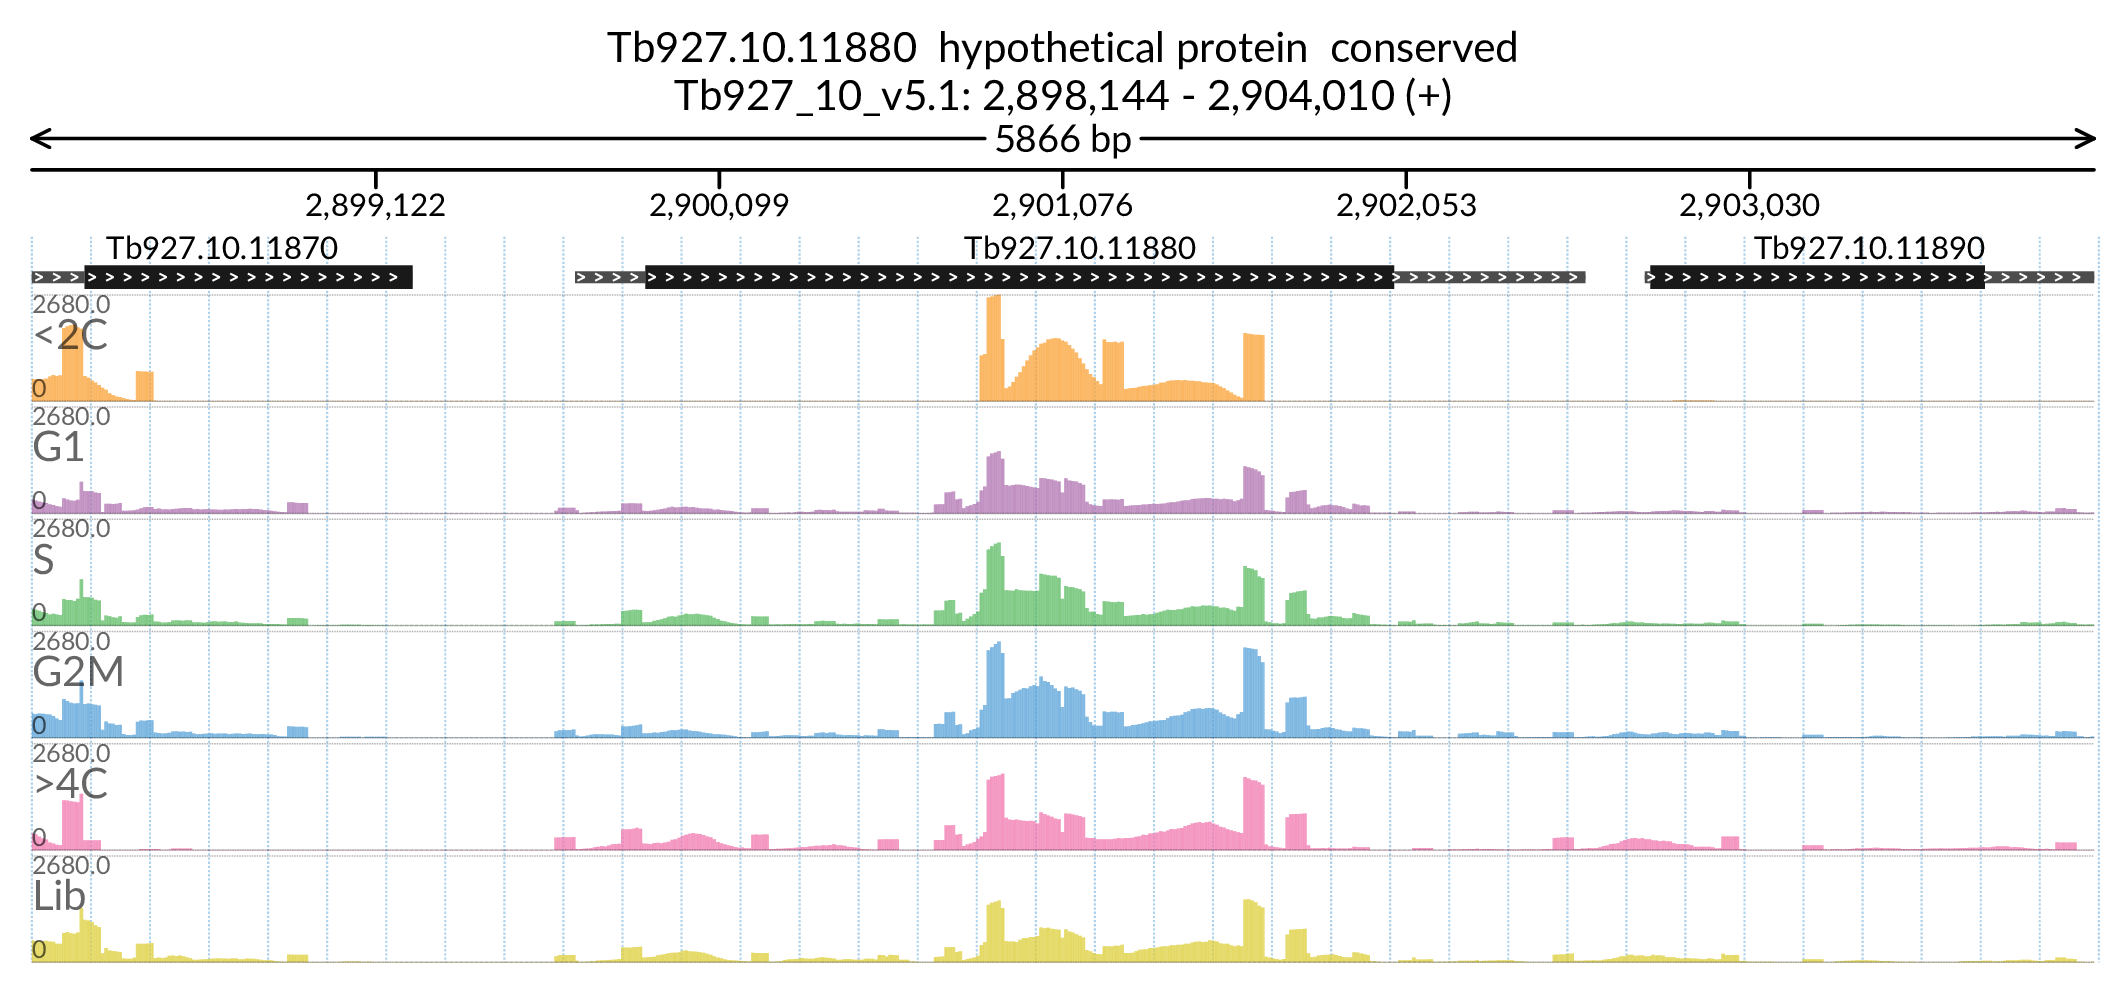 Tb927.10.11880 hypothetical protein conserved
Tb927_10_v5.1: 2,898,144 - 2,904,010 (+)
5866 bp
2,899,122 2,900,099 2,901,076 2,902,053 2,903,030
Tb927.10.11870 Tb927.10.11880 Tb927.10.11890
2680.0
<2C
0
2680.0
G1
0
2680.0
S
0
2680.0
G2M
0
2680.0
>4C
0
2680.0
Lib
0